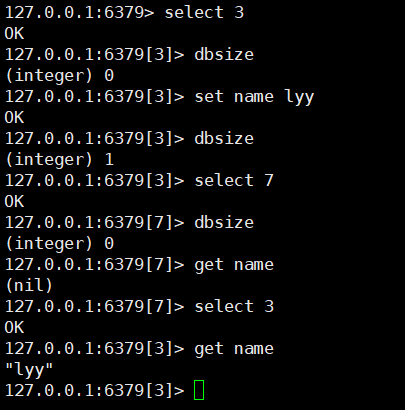 127.0.0.1:6379> select 3
OK
127.0.0.1:6379[3]> dbsize
(integer) 0
127.0.0.1:6379[3]> set name lyy
OK
127.0.0.1:6379[3]> dbsize
(integer) 1
127.0.0.1:6379[3]> select 7
OK
127.0.0.1:6379[7]> dbsize
(integer) 0
127.0.0.1:6379[7]> get name
(nil)
127.0.0.1:6379[7]> select 3
OK
127.0.0.1:6379[3]> get name
"lyy"
127.0.0.1:6379[3]>